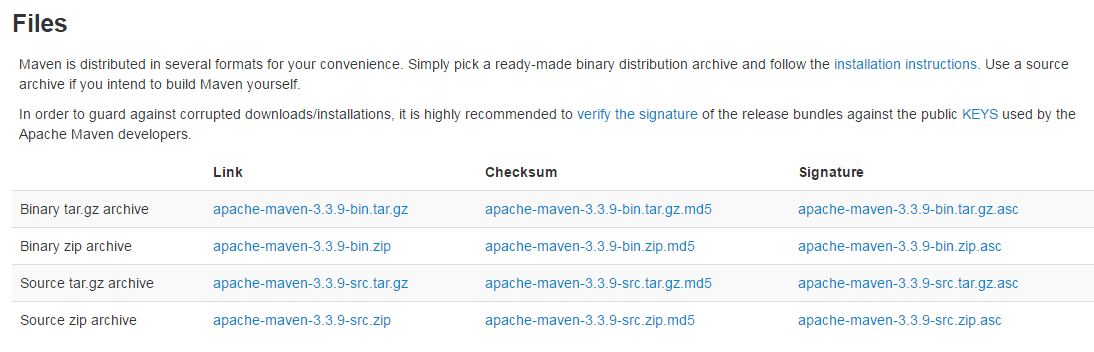 Files
Maven is distributed in several formats for your convenience. Simply pick a ready-made binary distribution archive and follow the installation instructions. Use a source
archive if you intend to build Maven yourself.
In order to guard against corrupted downloads/installations, it is highly recommended to verify the signature of the release bundles against the public KEYS used by the
Apache Maven developers.
Link Checksum Signature
Binary tar.gz archive apache-maven-3.3.9-bin.tar.gz apache-maven-3.3.9-bin.tar.gz.md5 apache-maven-3.3.9-bin.tar.gz.asc
Binary zip archive apache-maven-3.3.9-bin.zip apache-maven-3.3.9-bin.zip.md5 apache-maven-3.3.9-bin.zip.asc
Source tar.gz archive apache-maven-3.3.9-src.tar.gz apache-maven-3.3.9-src.tar.gz.md5 apache-maven-3.3.9-src.tar.gz.asc
Source zip archive apache-maven-3.3.9-src.zip apache-maven-3.3.9-src.zip.md5 apache-maven-3.3.9-src.zip.asc